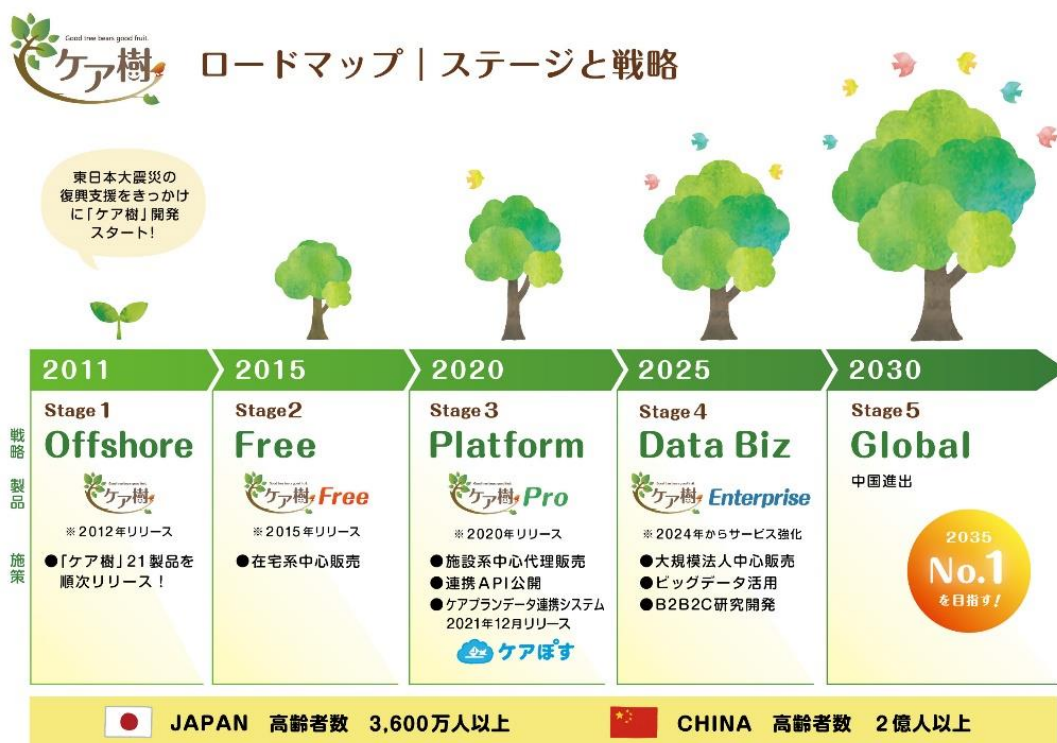 Good tree bears good fruit.
ケア樹
ロードマップ｜ステージと戦略
東日本大震災の
復興支援をきっかけ
に「ケア樹」開発
スタート!
2011
2015
2020
2025
2030
戦略
製品
施策
Stage 1
Offshore
ケア樹
※2012年リリース
●「ケア樹」21製品を
順次リリース！
Stage2
Free
ケア樹 Free
※2015年リリース
●在宅系中心販売
Stage 3
Platform
ケア樹 Pro
※2020年リリース
●施設系中心代理販売
●連携API公開
●ケアプランデータ連携システム
2021年12月リリース
ケアぽす
Stage 4
Data Biz
ケア樹 Enterprise
※2024年からサービス強化
●大規模法人中心販売
●ビッグデータ活用
●B2B2C研究開発
Stage 5
Global
中国進出
2035
No.1
を目指す!
JAPAN 高齢者数 3,600万人以上
CHINA 高齢者数 2億人以上